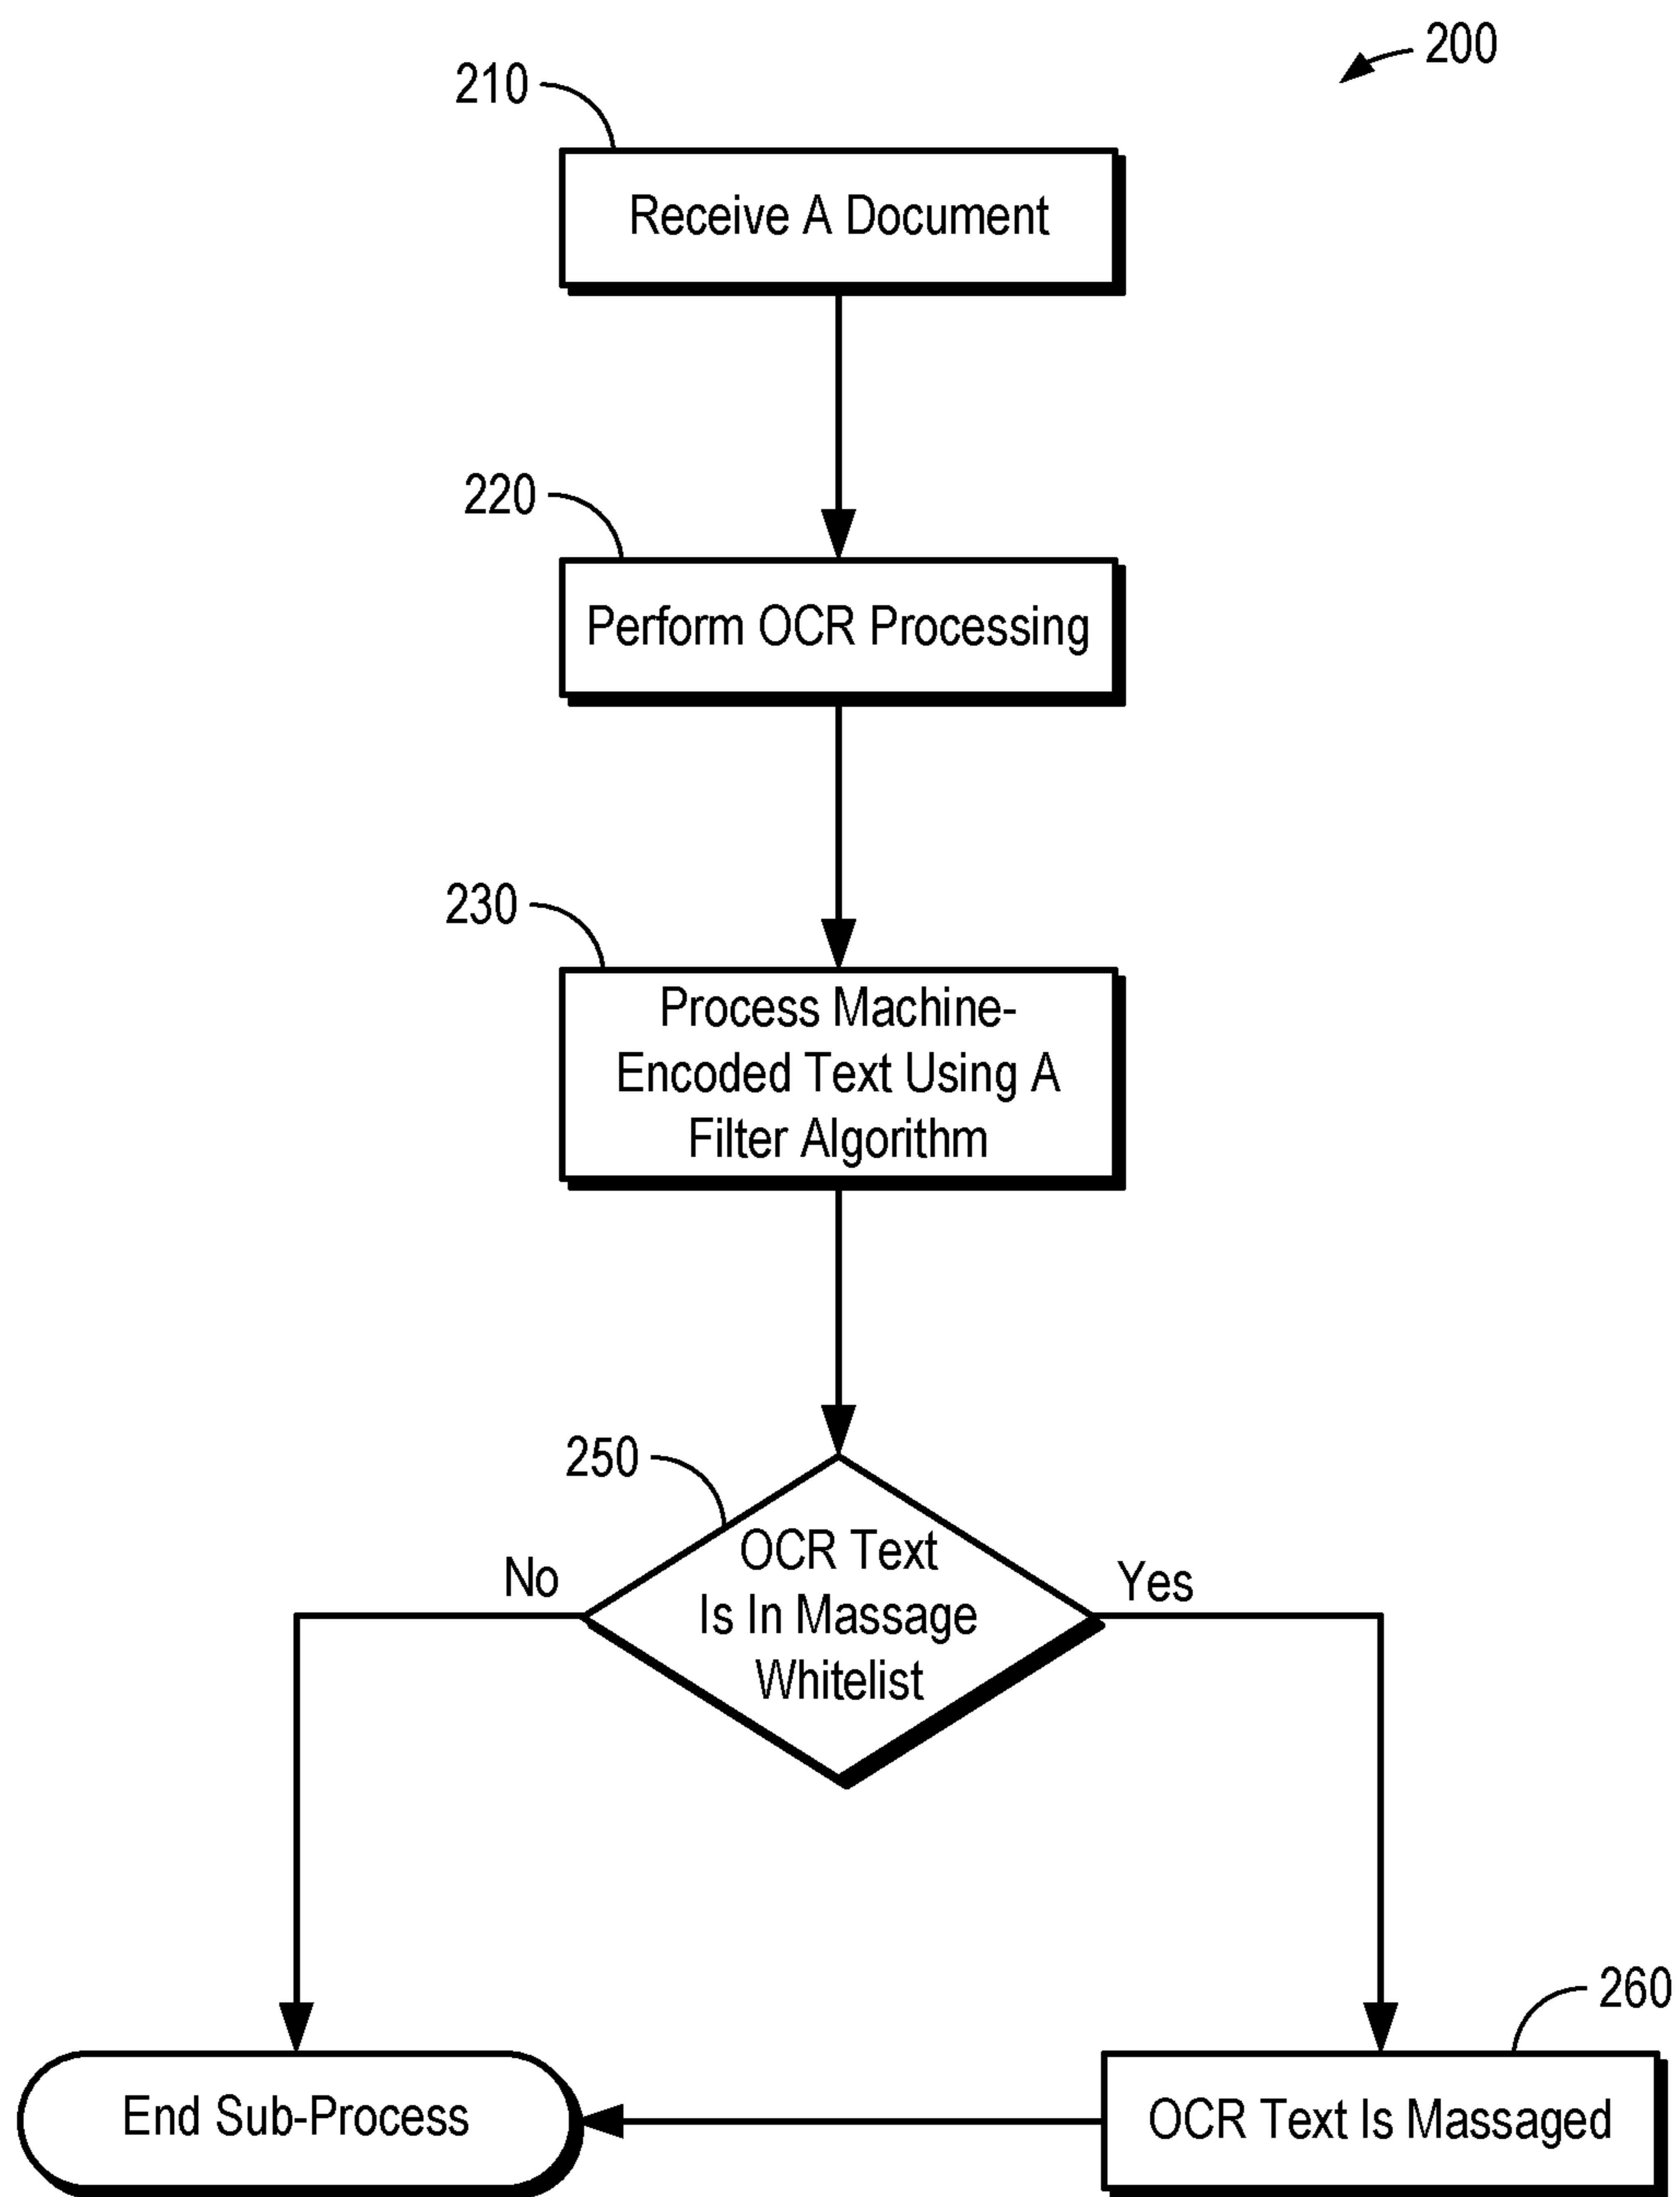 200
210
Receive A Document
220
Perform OCR Processing
230
Process Machine-
Encoded Text Using A
Filter Algorithm
250
OCR Text
Is In Massage
Whitelist
No
Yes
260
End Sub-Process
OCR Text Is Massaged